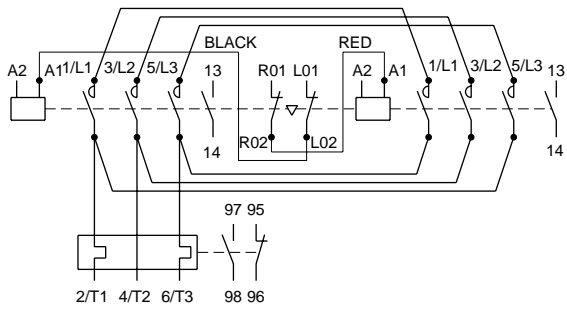 BLACK RED
A2 A1 1/L1 3/L2 5/L3 13 R01 L01 A2 A1 1/L1 3/L2 5/L3 13
14 R02 L02 14
97 95
2/T1 4/T2 6/T3 98 96